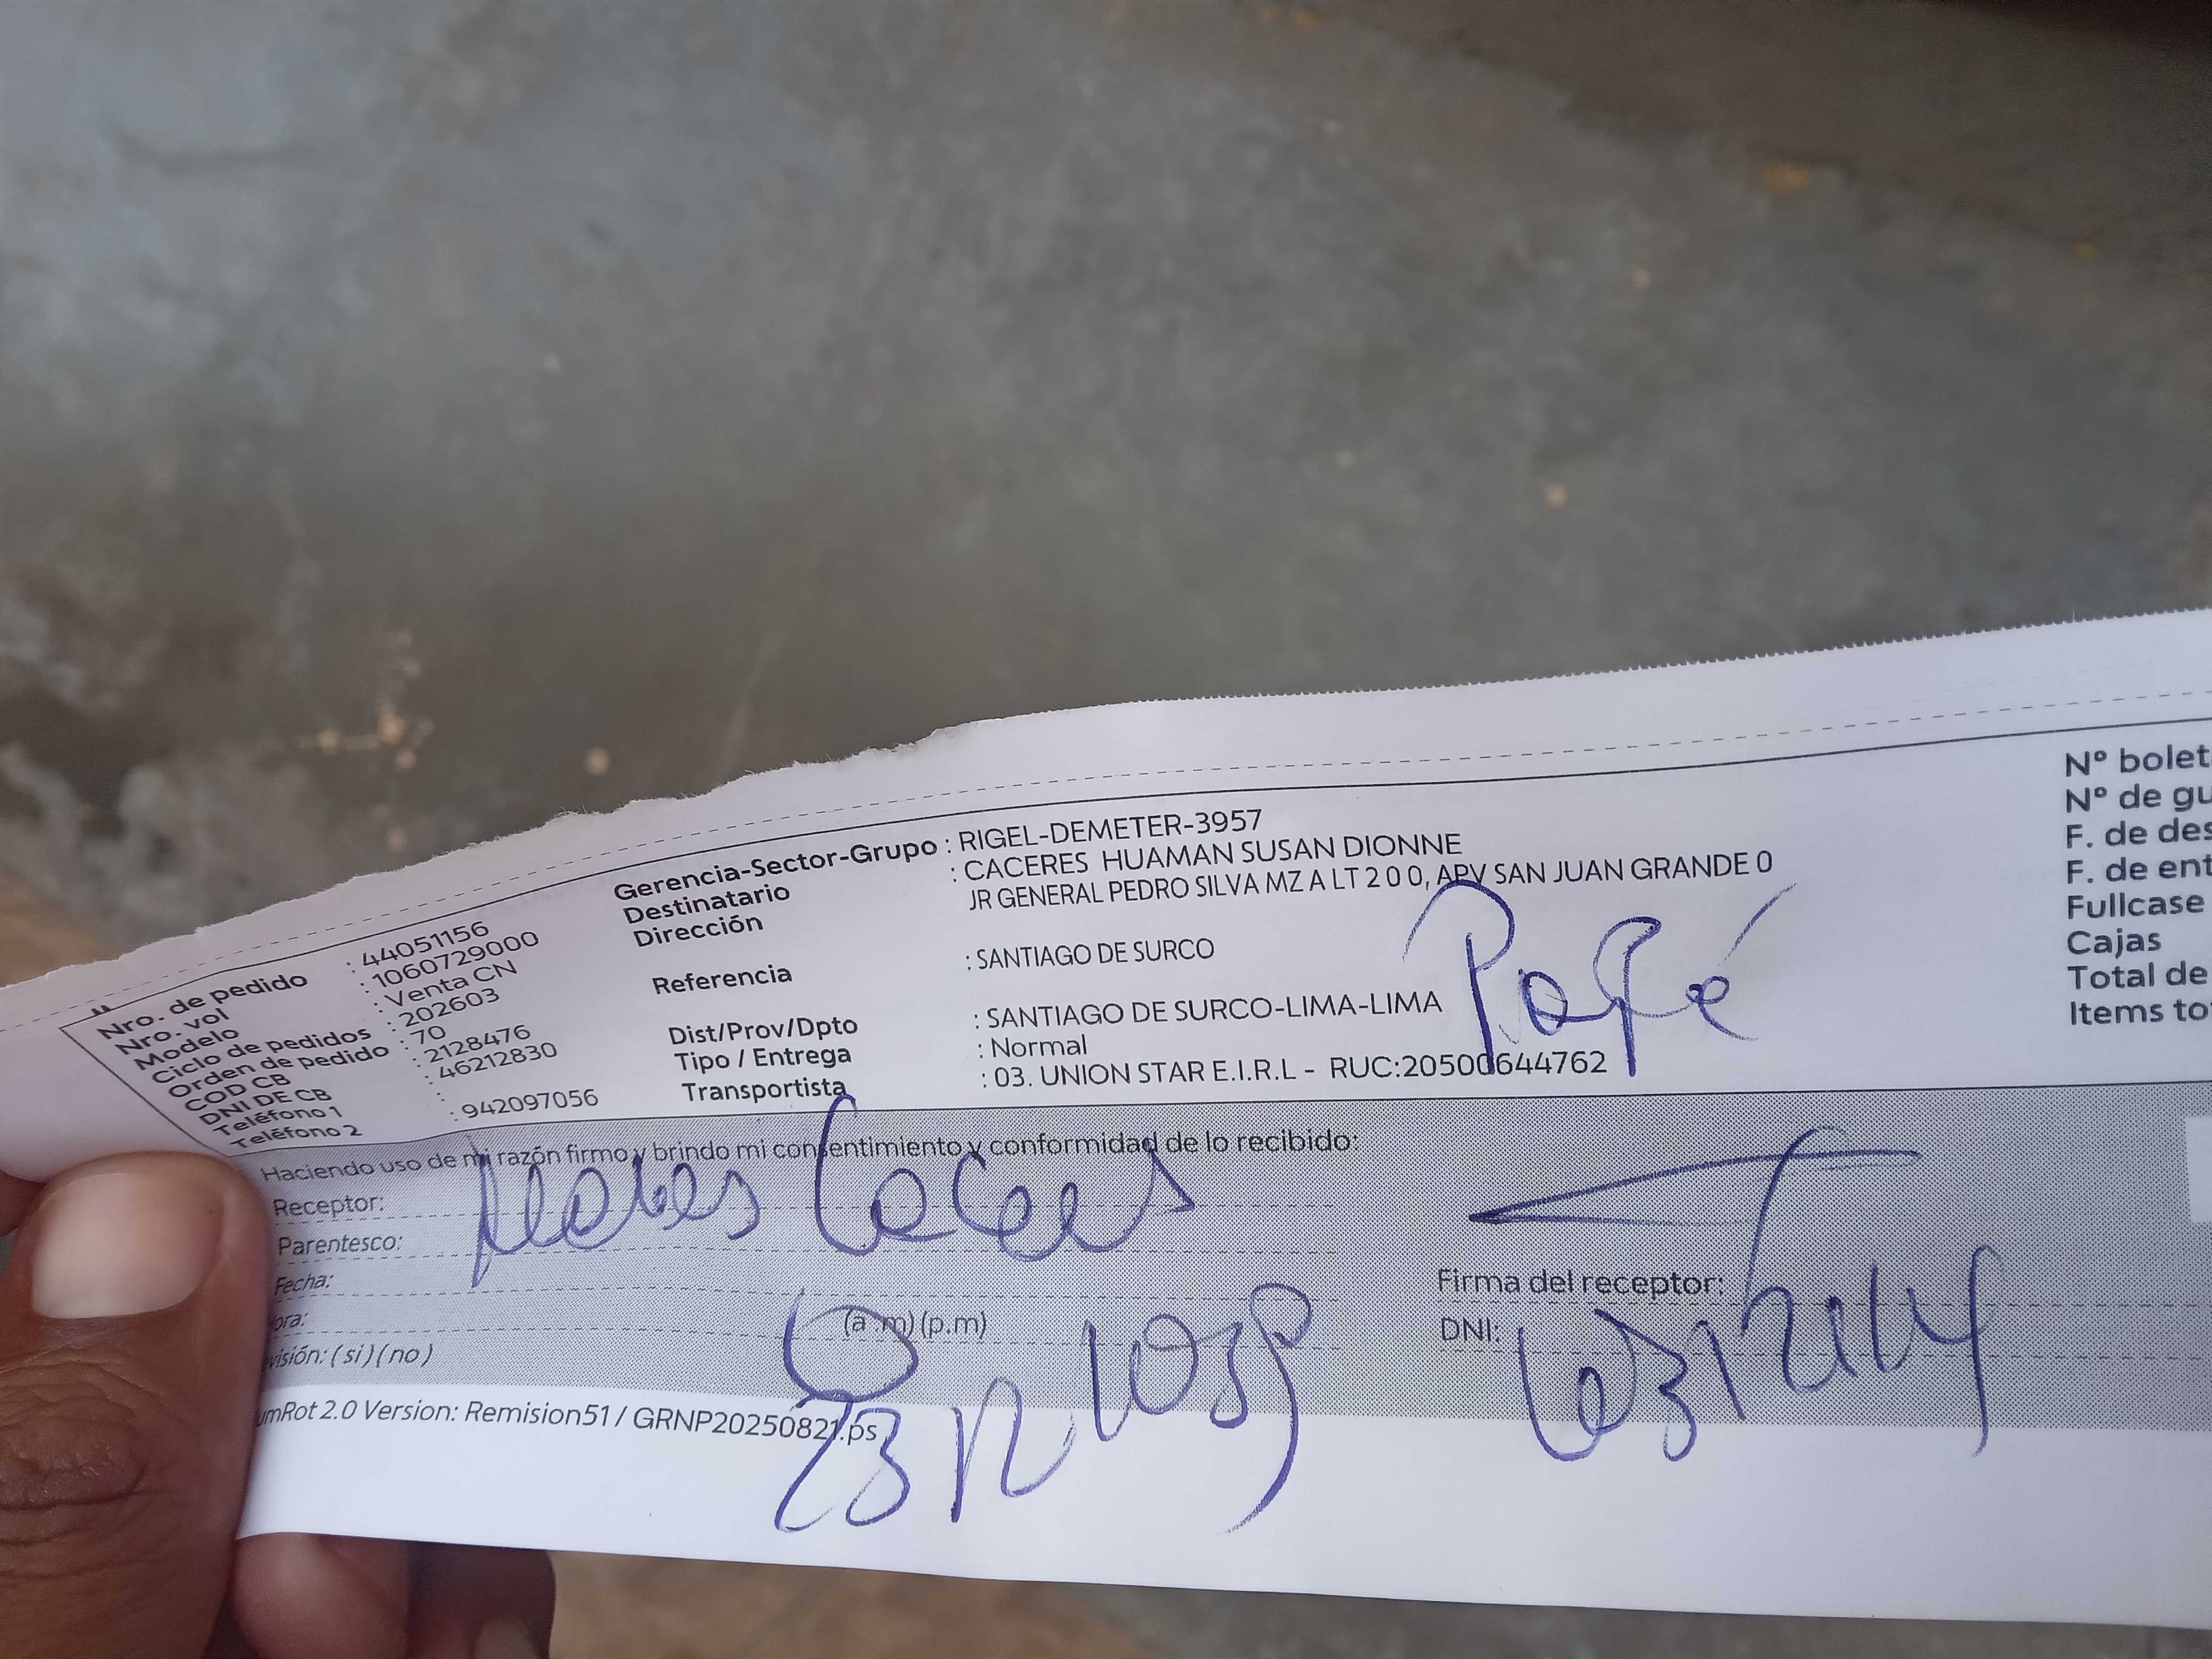 Nro. de pedido : 44051156
Nro. vol : 1060729000
Modelo : Venta CN
Ciclo de pedidos : 202603
Orden de pedido : 70
COD CB : 2128476
DNI DE CB : 46212830
Teléfono 1 :
Teléfono 2 : 942097056
Gerencia-Sector-Grupo : RIGEL-DEMETER-3957
Destinatario : CACERES HUAMAN SUSAN DIONNE
Dirección JR GENERAL PEDRO SILVA MZ A LT 2 0 0, APV SAN JUAN GRANDE 0
Referencia : SANTIAGO DE SURCO
Dist/Prov/Dpto : SANTIAGO DE SURCO-LIMA-LIMA
Tipo / Entrega : Normal
Transportista : 03. UNION STAR E.I.R.L - RUC:20500644762
Papé
Nº bolet
Nº de gu
F. de des
F. de ent
Fullcase
Cajas
Total de
Items to
Haciendo uso de mi razón firmo y brindo mi consentimiento y conformidad de lo recibido:
Receptor:
Parentesco:
Fecha:
ora: (a.m)(p.m)
visión: ( si ) ( no )
Firma del receptor:
DNI:
umRot 2.0 Version: Remision51 / GRNP20250821.ps
23 12